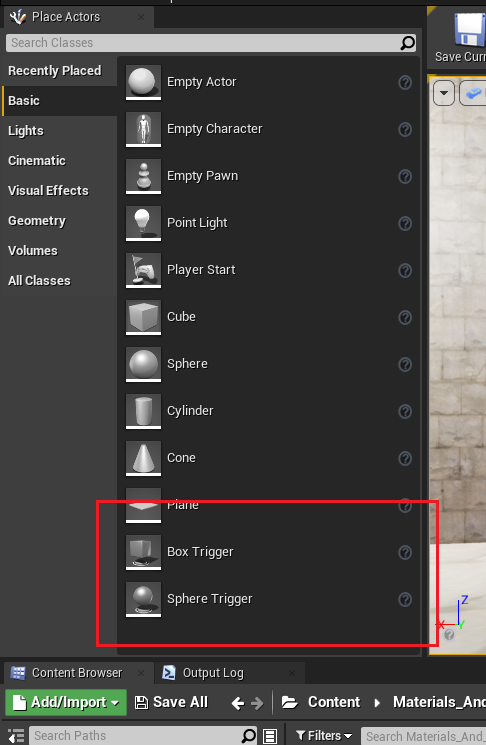 Place Actors
Search Classes
Recently Placed
Basic
Lights
Cinematic
Visual Effects
Geometry
Volumes
All Classes
Empty Actor
Empty Character
Empty Pawn
Point Light
Player Start
Cube
Sphere
Cylinder
Cone
Plane
Box Trigger
Sphere Trigger
Save Curr
Z
X
Y
Content Browser
Output Log
Add/Import
Save All
Content
Materials_And
Search Paths
Filters
Search Materials_And_